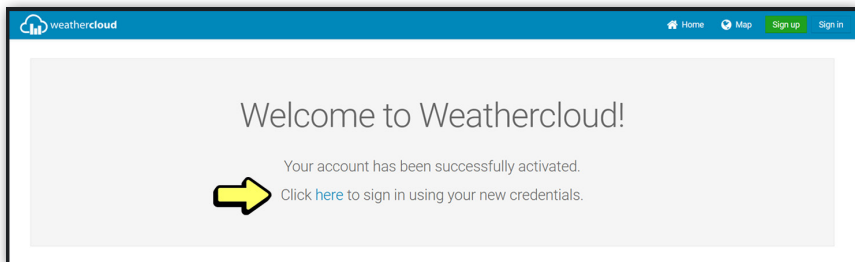 weathercloud
Home Map Sign up Sign in
Welcome to Weathercloud!
Your account has been successfully activated.
Click here to sign in using your new credentials.